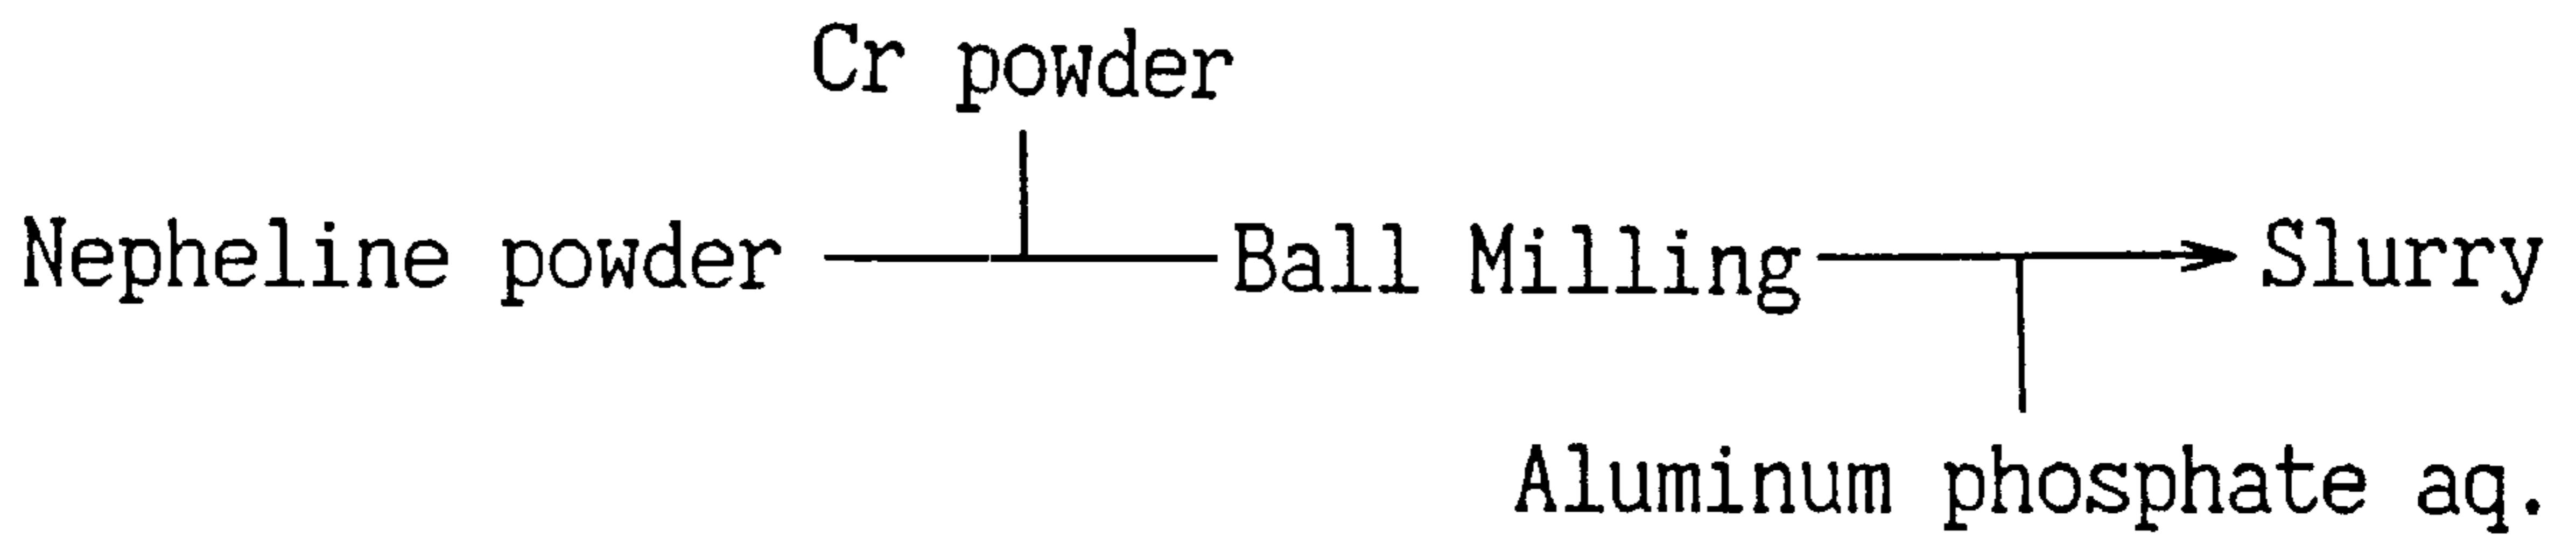 Cr powder
Nepheline powder Ball Milling Slurry
Aluminum phosphate aq.